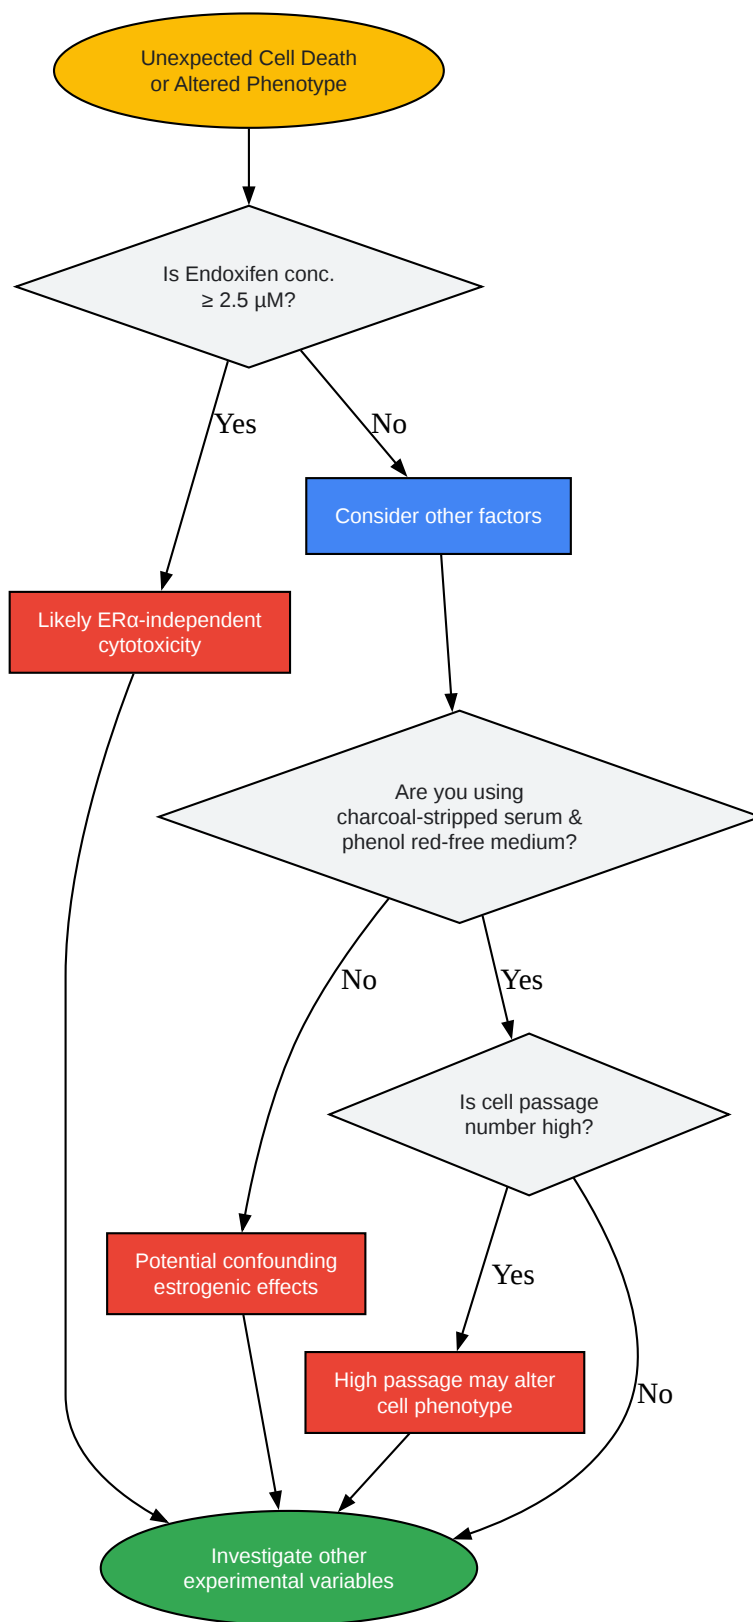 Unexpected Cell Death
or Altered Phenotype
Is Endoxifen conc.
≥ 2.5 µM?
Yes
No
Consider other factors
Likely ERα-independent
cytotoxicity
Are you using
charcoal-stripped serum &
phenol red-free medium?
No
Yes
Is cell passage
number high?
Potential confounding
estrogenic effects
Yes
High passage may alter
cell phenotype
No
Investigate other
experimental variables